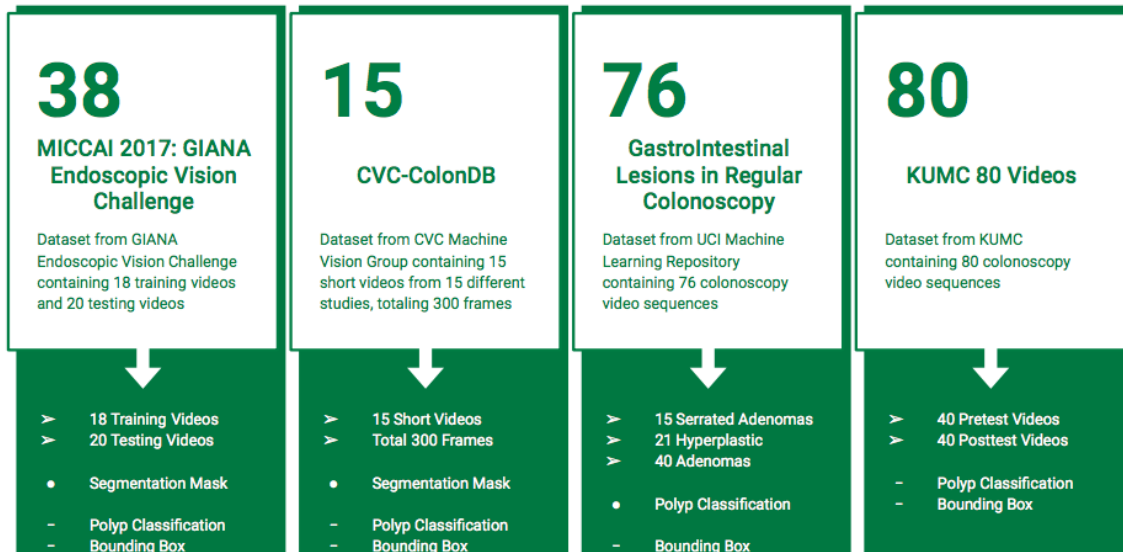 38
MICCAI 2017: GIANA
Endoscopic Vision
Challenge
Dataset from GIANA
Endoscopic Vision Challenge
containing 18 training videos
and 20 testing videos
➢ 18 Training Videos
➢ 20 Testing Videos
● Segmentation Mask
- Polyp Classification
- Bounding Box
15
CVC-ColonDB
Dataset from CVC Machine
Vision Group containing 15
short videos from 15 different
studies, totaling 300 frames
➢ 15 Short Videos
➢ Total 300 Frames
● Segmentation Mask
- Polyp Classification
- Bounding Box
76
GastroIntestinal
Lesions in Regular
Colonoscopy
Dataset from UCI Machine
Learning Repository
containing 76 colonoscopy
video sequences
➢ 15 Serrated Adenomas
➢ 21 Hyperplastic
➢ 40 Adenomas
● Polyp Classification
- Bounding Box
80
KUMC 80 Videos
Dataset from KUMC
containing 80 colonoscopy
video sequences
➢ 40 Pretest Videos
➢ 40 Posttest Videos
- Polyp Classification
- Bounding Box